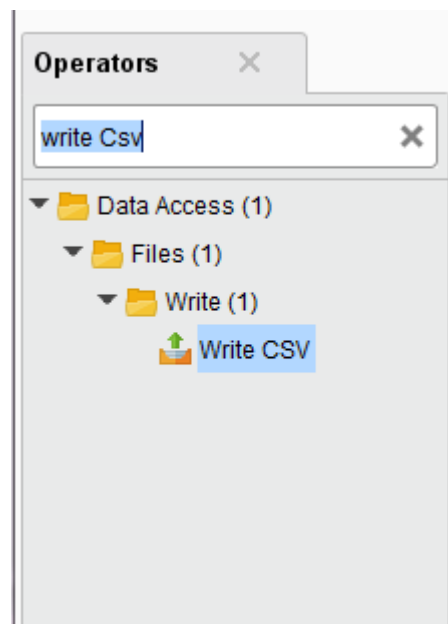 Operators
write Csv
Data Access (1)
Files (1)
Write (1)
Write CSV